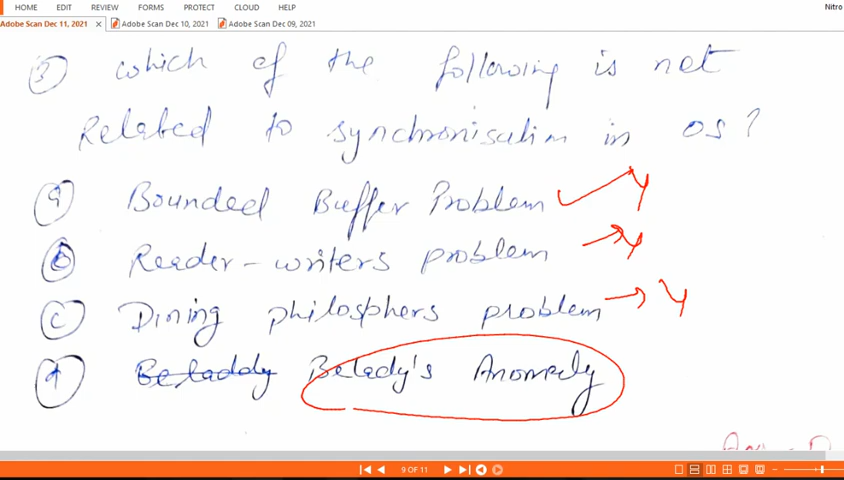 HOME EDIT REVIEW FORMS PROTECT CLOUD HELP Nitro
Adobe Scan Dec 11, 2021 × Adobe Scan Dec 10, 2021 Adobe Scan Dec 09, 2021
3 which of the following is not
Related to synchronisation in os?
a Bounded Buffer Problem Y
b Reader-writers problem Y
c Dining philosphers problem Y
d Beladdy Belady's Anomely
9 OF 11